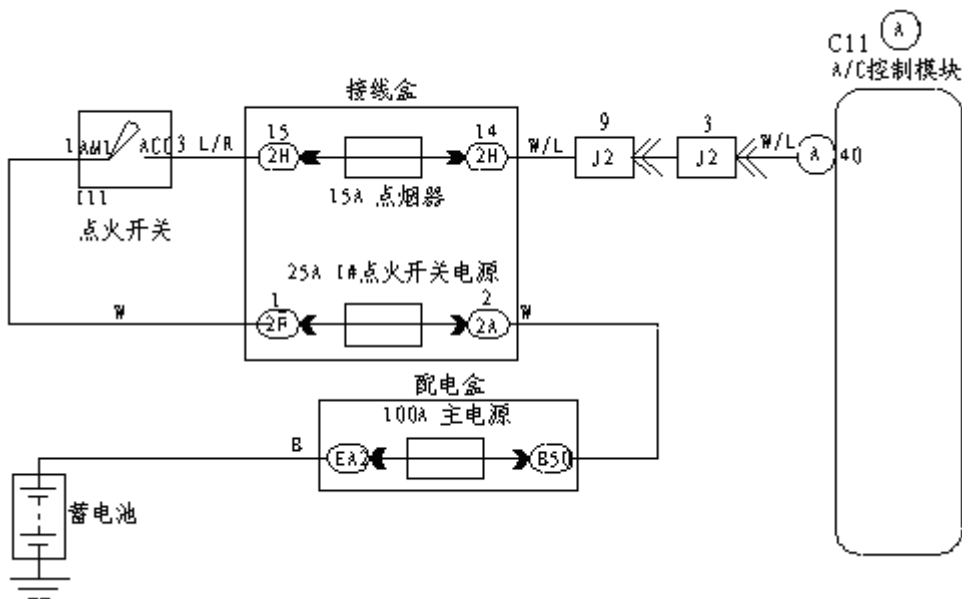 C11 A
A/C控制模块
接线盒
1 AM1 ACC 3 L/R
I11
点火开关
15 14
2H 2H
15A 点烟器
W/L
9 3
J2 J2
W/L
A 40
25A I#点火开关电源
1 2
2F 2A
W W
配电盒
100A 主电源
B
EA2 B50
蓄电池